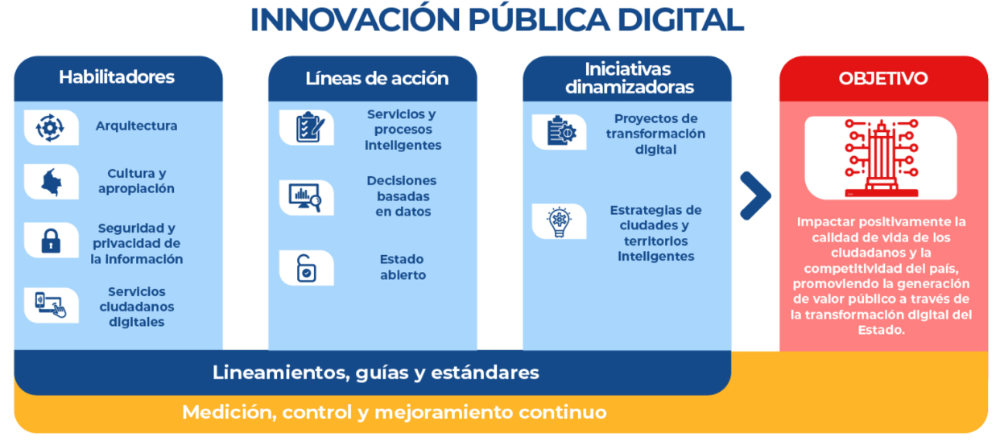 INNOVACIÓN PÚBLICA DIGITAL
Habilitadores
Arquitectura
Cultura y
apropiación
Seguridad y
privacidad de
la información
Servicios
ciudadanos
digitales
Líneas de acción
Servicios y
procesos
Inteligentes
Decisiones
basadas
en datos
Estado
abierto
Iniciativas
dinamizadoras
Proyectos de
transformación
digital
Estrategias de
ciudades y
territorios
Inteligentes
OBJETIVO
Impactar positivamente la
calidad de vida de los
ciudadanos y la
competitividad del país,
promoviendo la generación
de valor público a través de
la transformación digital del
Estado.
Lineamientos, guías y estándares
Medición, control y mejoramiento continuo